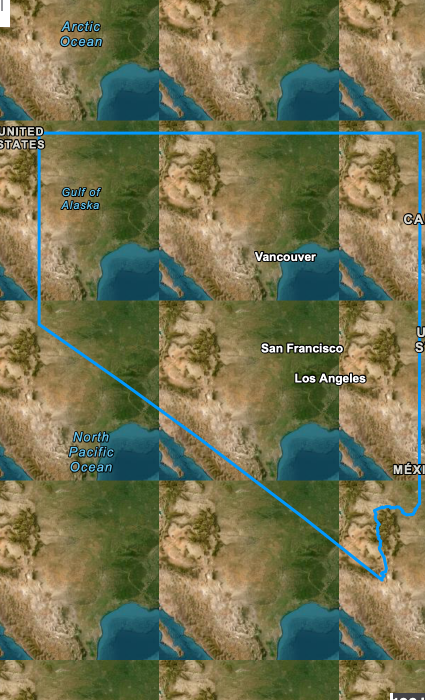 Arctic
Ocean
UNITED
STATES
Gulf of
Alaska
CA
Vancouver
U
S
San Francisco
Los Angeles
North
Pacific
Ocean
MÉXI